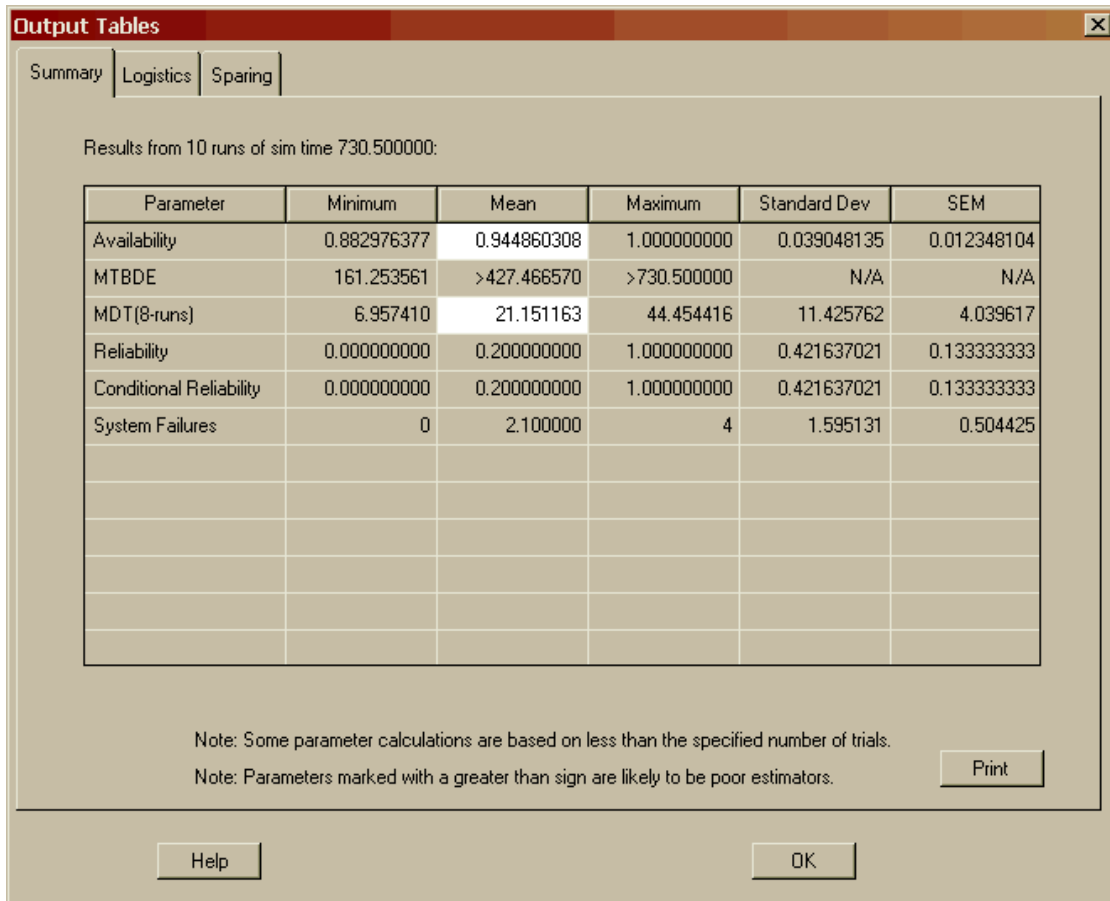 Output Tables
Summary Logistics Sparing
Results from 10 runs of sim time 730.500000:
Parameter Minimum Mean Maximum Standard Dev SEM
Availability 0.882976377 0.944860308 1.000000000 0.039048135 0.012348104
MTBDE 161.253561 >427.466570 >730.500000 N/A N/A
MDT(8-runs) 6.957410 21.151163 44.454416 11.425762 4.039617
Reliability 0.000000000 0.200000000 1.000000000 0.421637021 0.133333333
Conditional Reliability 0.000000000 0.200000000 1.000000000 0.421637021 0.133333333
System Failures 0 2.100000 4 1.595131 0.504425
Note: Some parameter calculations are based on less than the specified number of trials.
Note: Parameters marked with a greater than sign are likely to be poor estimators.
Print
Help OK